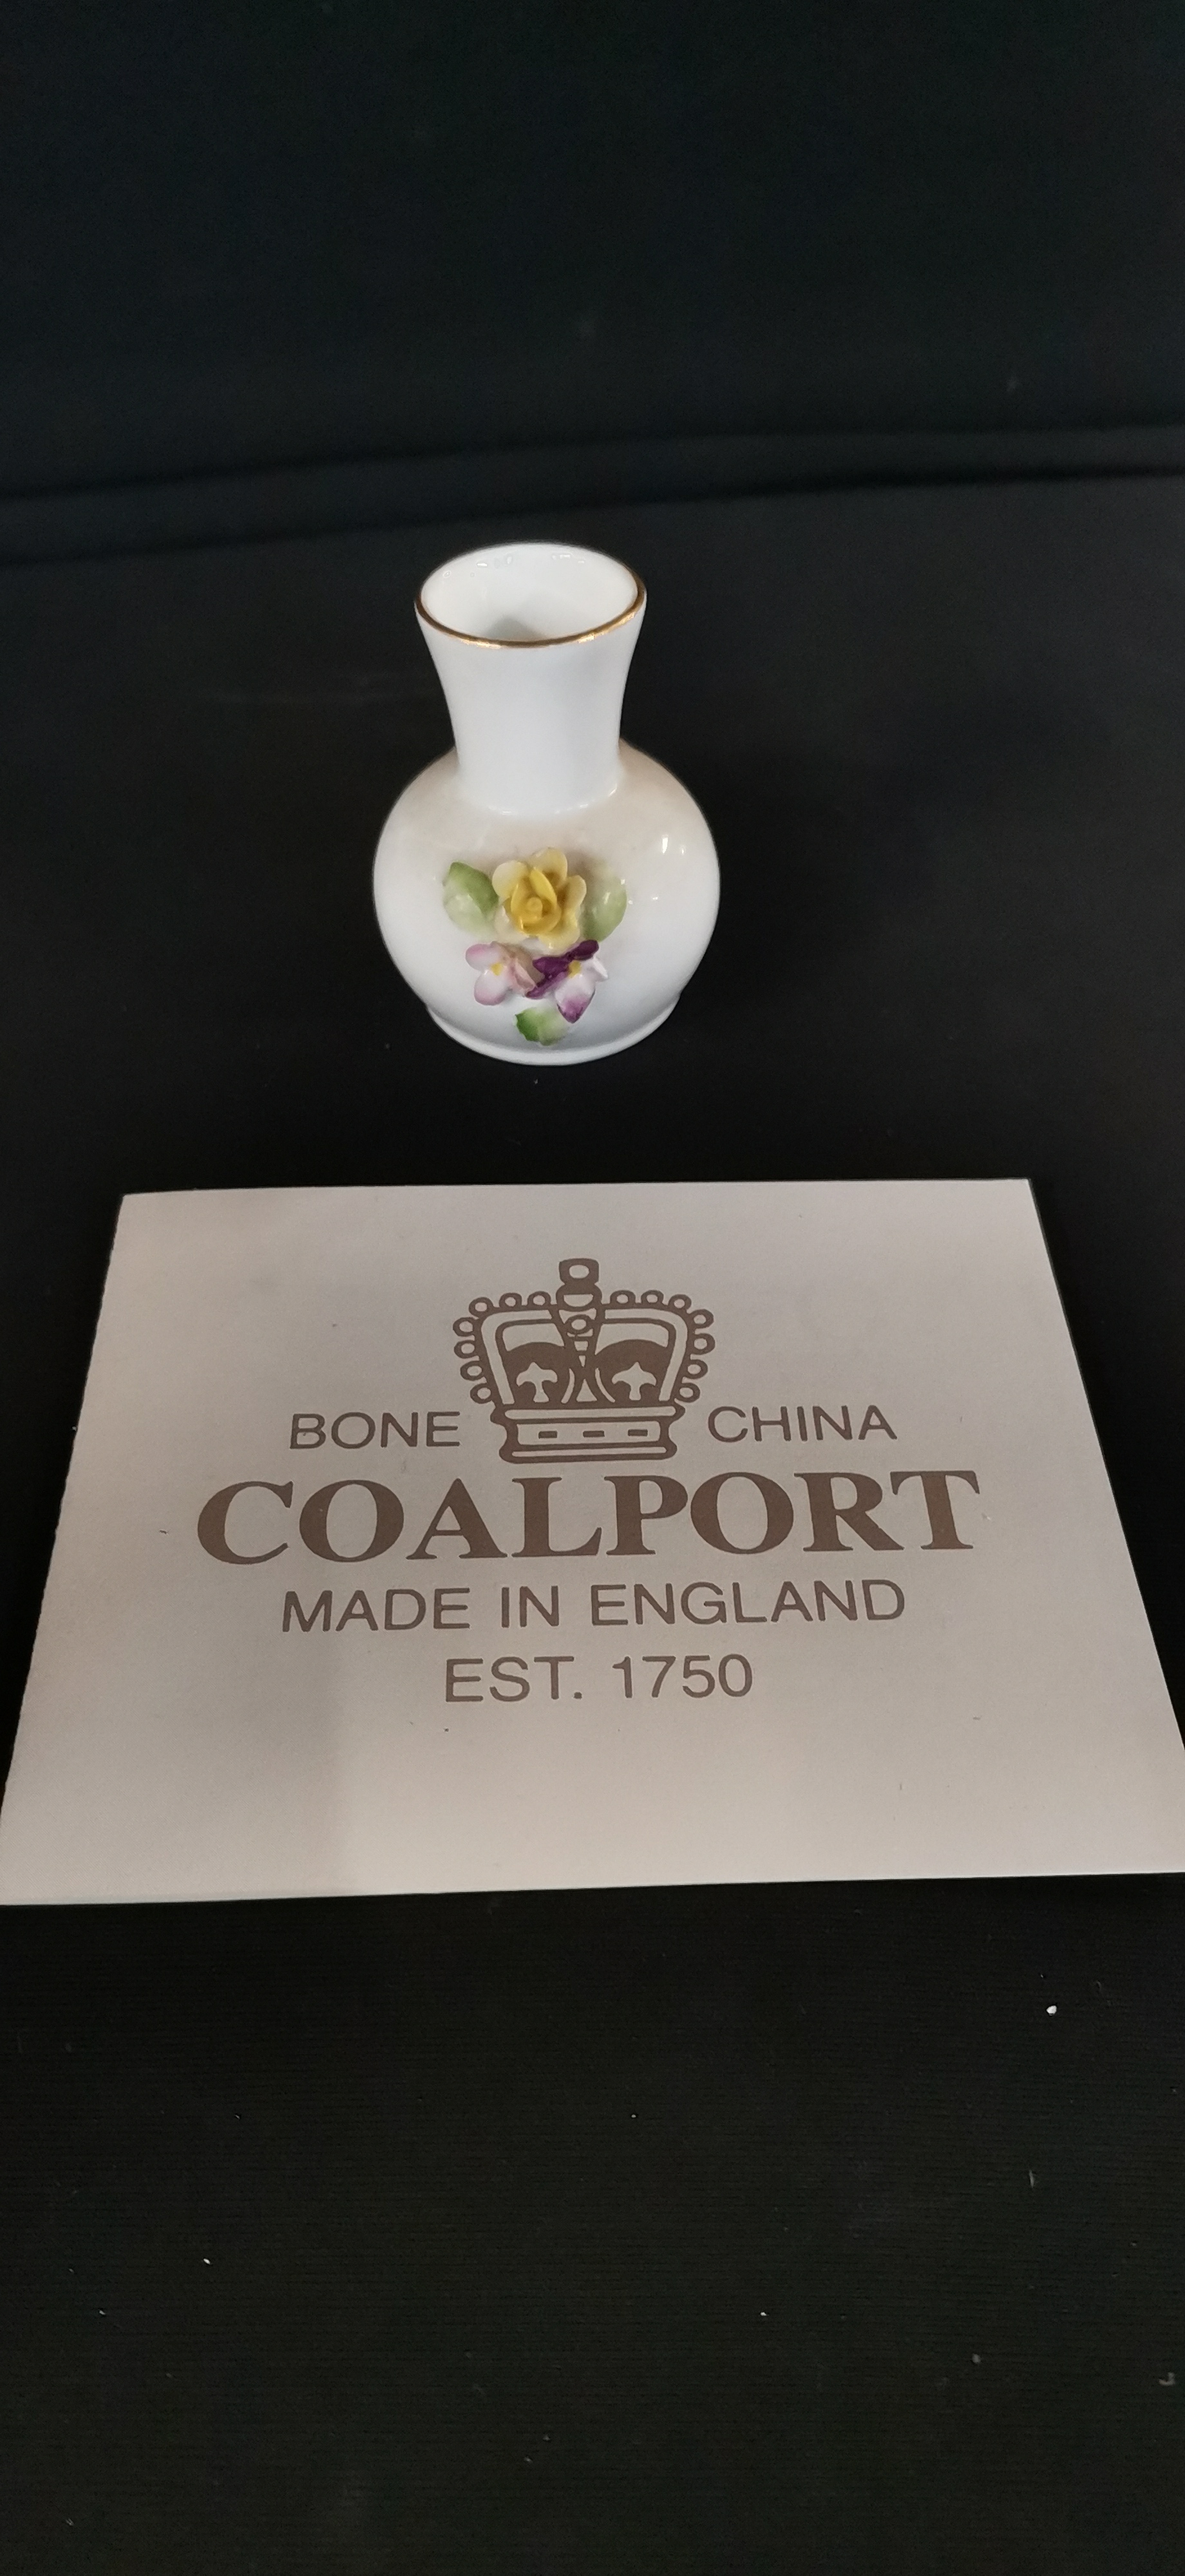 BONE CHINA
COALPORT
MADE IN ENGLAND
EST. 1750